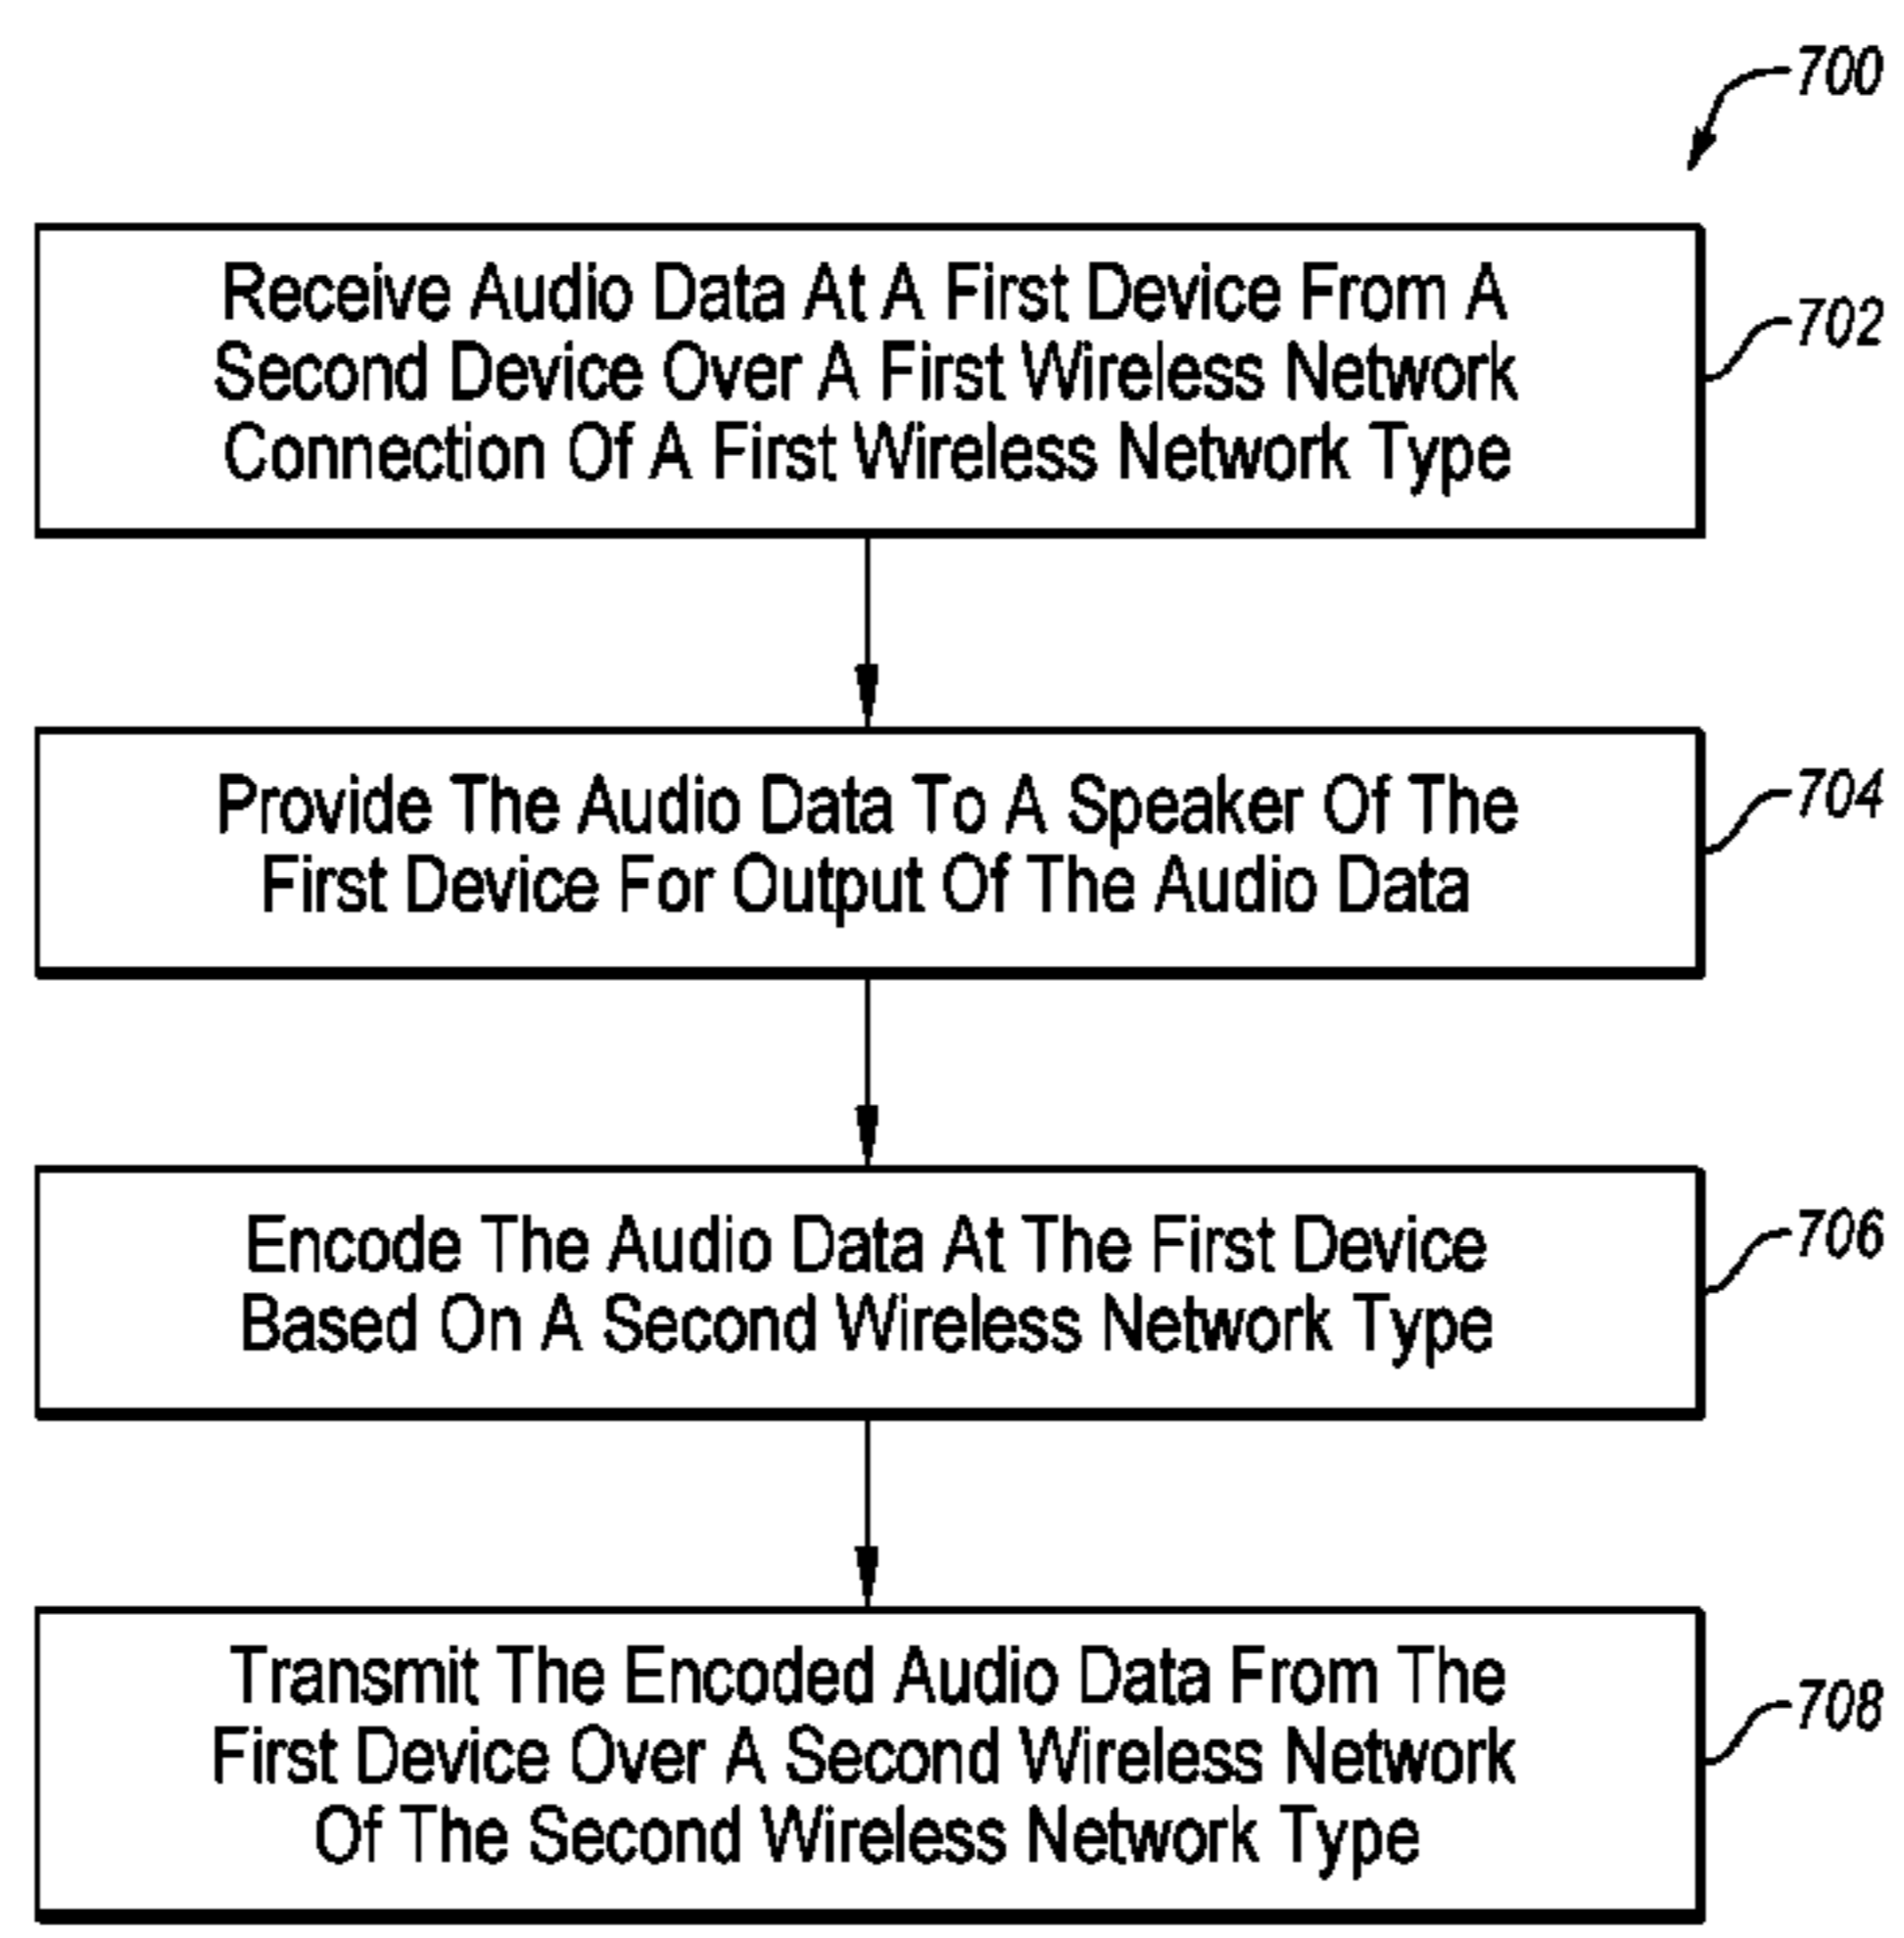 700
Receive Audio Data At A First Device From A
Second Device Over A First Wireless Network
Connection Of A First Wireless Network Type
702
Provide The Audio Data To A Speaker Of The
First Device For Output Of The Audio Data
704
Encode The Audio Data At The First Device
Based On A Second Wireless Network Type
706
Transmit The Encoded Audio Data From The
First Device Over A Second Wireless Network
Of The Second Wireless Network Type
708